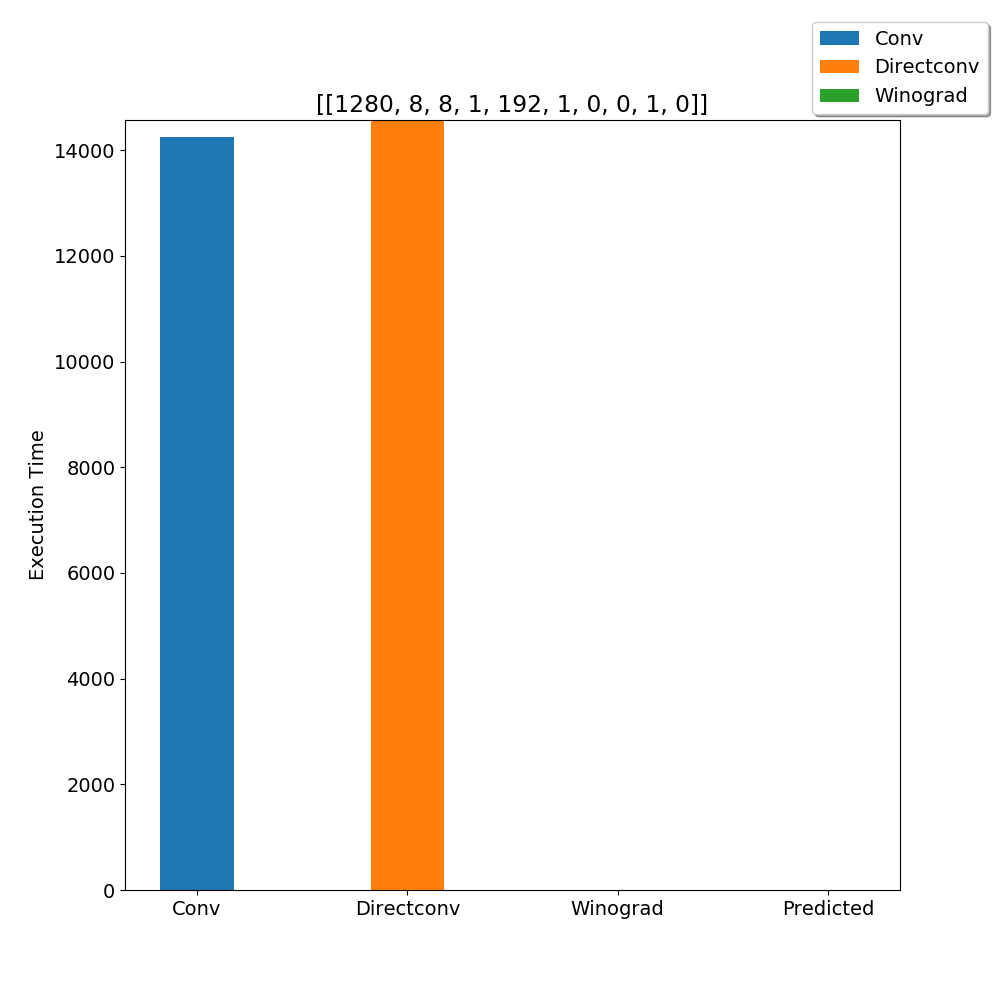 Conv
Directconv
Winograd
[[1280, 8, 8, 1, 192, 1, 0, 0, 1, 0]]
14000
12000
10000
8000
6000
4000
2000
0
Execution Time
Conv Directconv Winograd Predicted